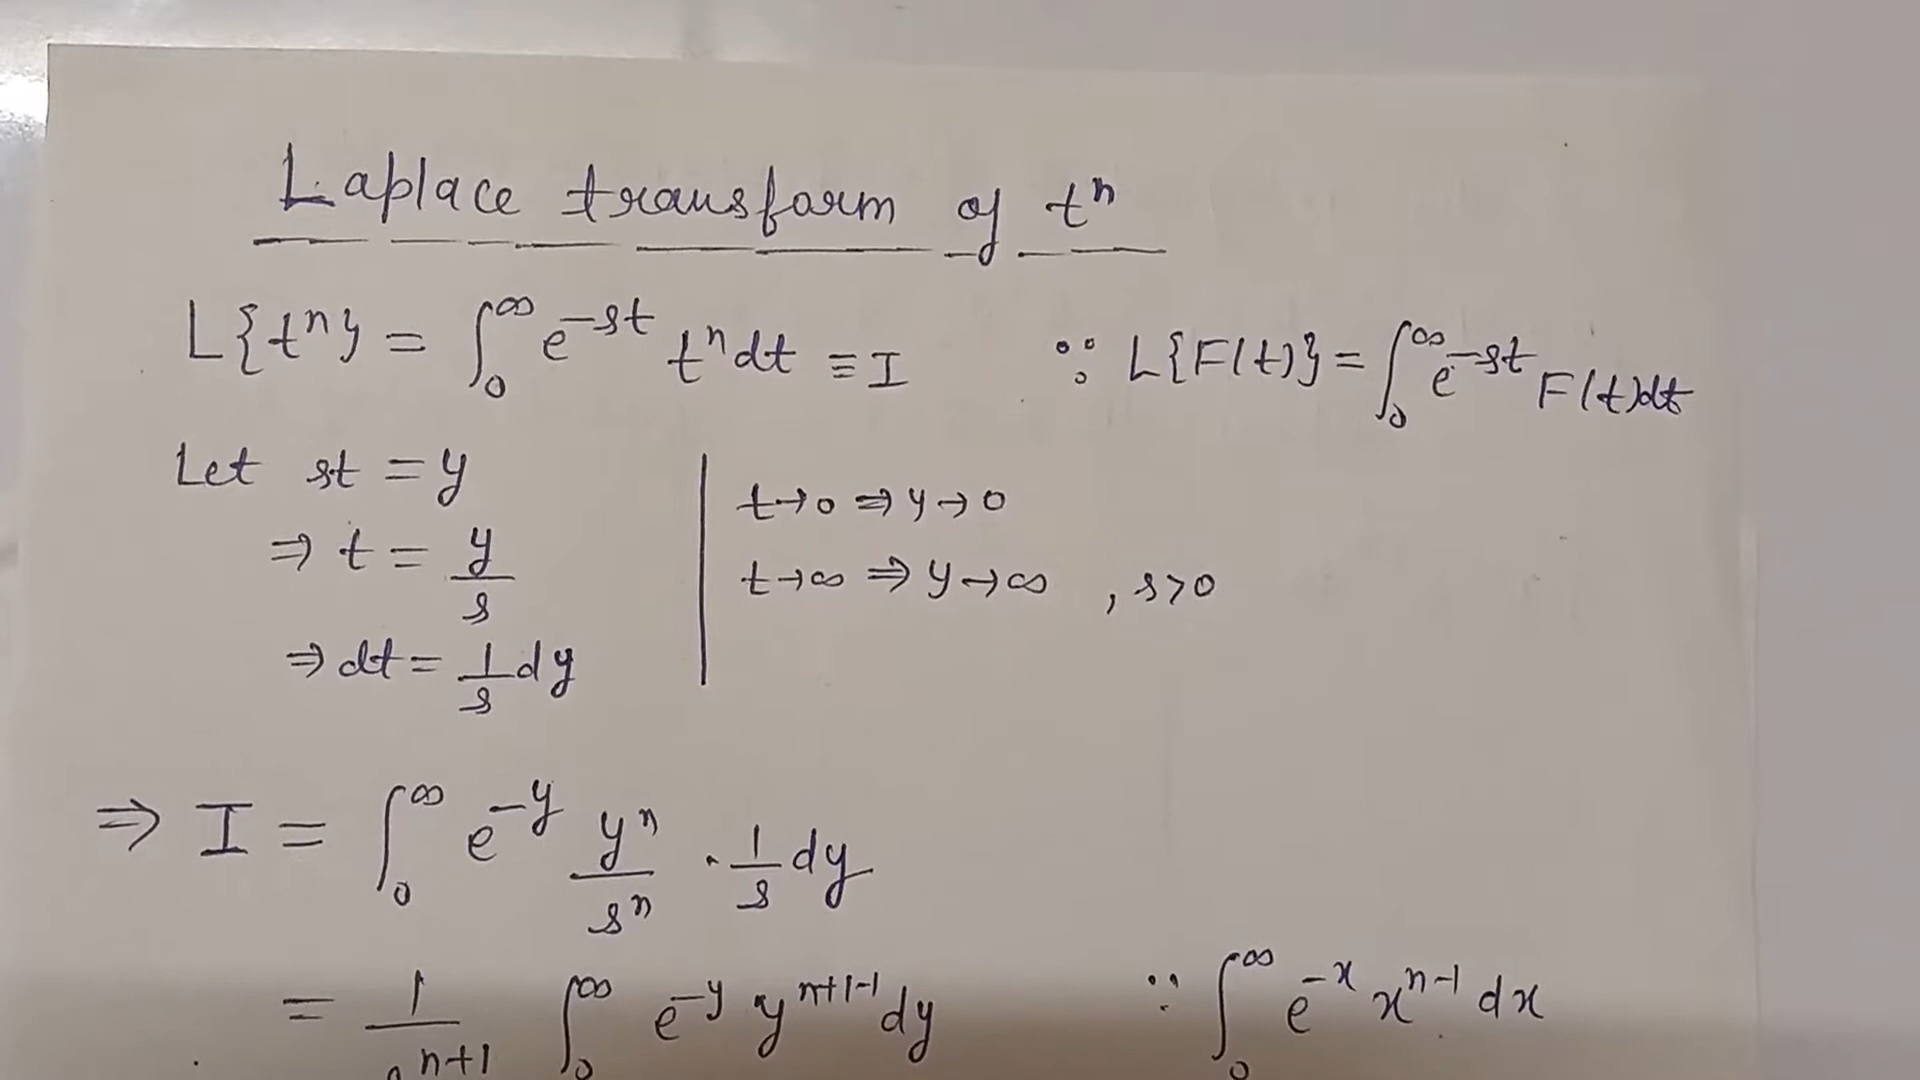 Laplace transform of tⁿ
L{tⁿ} = ∫₀^∞ e^{-st} tⁿ dt ≡ I ∵ L{F(t)} = ∫₀^∞ e^{-st} F(t)dt
Let st = y
t→0 ⇒ y→0
⇒ t = y/s
t→∞ ⇒ y→∞ , s>0
⇒ dt = 1/s dy
⇒ I = ∫₀^∞ e^{-y} yⁿ/sⁿ · 1/s dy
= 1/s^{n+1} ∫₀^∞ e^{-y} y^{n+1-1} dy ∵ ∫₀^∞ e^{-x} x^{n-1} dx